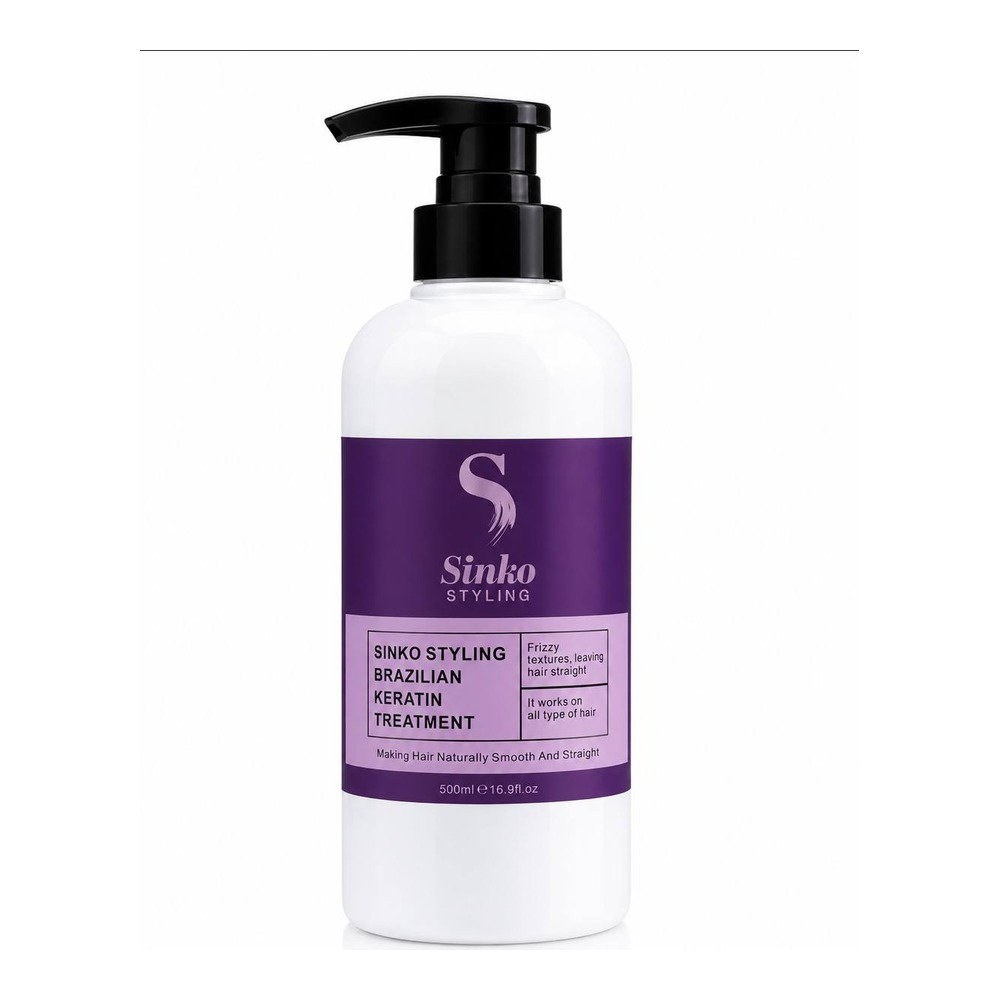 S
Sinko
STYLING
SINKO STYLING
BRAZILIAN
KERATIN
TREATMENT
Frizzy
textures, leaving
hair straight
It works on
all type of hair
Making Hair Naturally Smooth And Straight
500ml ℮ 16.9fl.oz